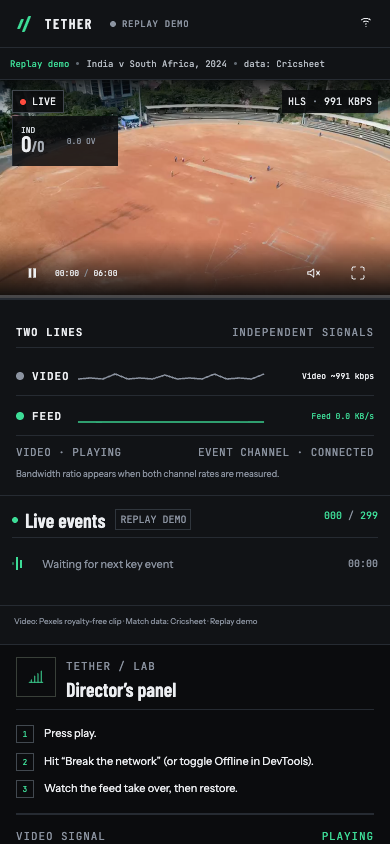 TETHER
REPLAY DEMO
Replay demo • India v South Africa, 2024 • data: Cricsheet
LIVE
HLS · 991 KBPS
IND
0/0
0.0 OV
00:00 / 06:00
TWO LINES
INDEPENDENT SIGNALS
VIDEO
Video ~991 kbps
FEED
Feed 0.0 KB/s
VIDEO · PLAYING
EVENT CHANNEL · CONNECTED
Bandwidth ratio appears when both channel rates are measured.
Live events
REPLAY DEMO
000 / 299
Waiting for next key event
00:00
Video: Pexels royalty-free clip · Match data: Cricsheet · Replay demo
TETHER / LAB
Director’s panel
1 Press play.
2 Hit “Break the network” (or toggle Offline in DevTools).
3 Watch the feed take over, then restore.
VIDEO SIGNAL
PLAYING